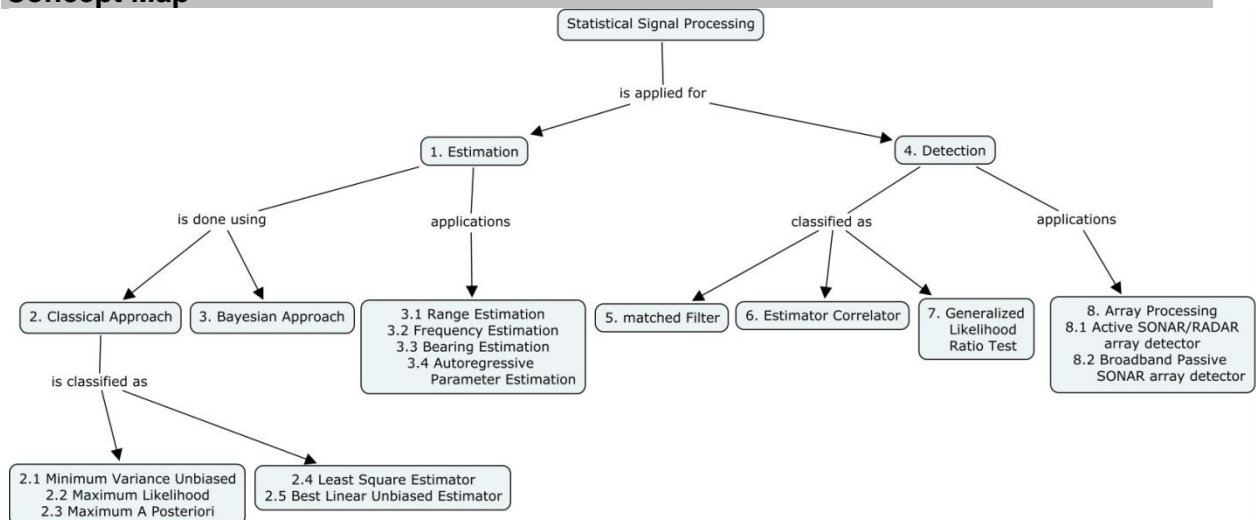 Concept Map
Statistical Signal Processing
is applied for
1. Estimation
4. Detection
is done using
applications
classified as
applications
2. Classical Approach
3. Bayesian Approach
3.1 Range Estimation
3.2 Frequency Estimation
3.3 Bearing Estimation
3.4 Autoregressive
Parameter Estimation
5. matched Filter
6. Estimator Correlator
7. Generalized
Likelihood
Ratio Test
8. Array Processing
8.1 Active SONAR/RADAR
array detector
8.2 Broadband Passive
SONAR array detector
is classified as
2.1 Minimum Variance Unbiased
2.2 Maximum Likelihood
2.3 Maximum A Posteriori
2.4 Least Square Estimator
2.5 Best Linear Unbiased Estimator